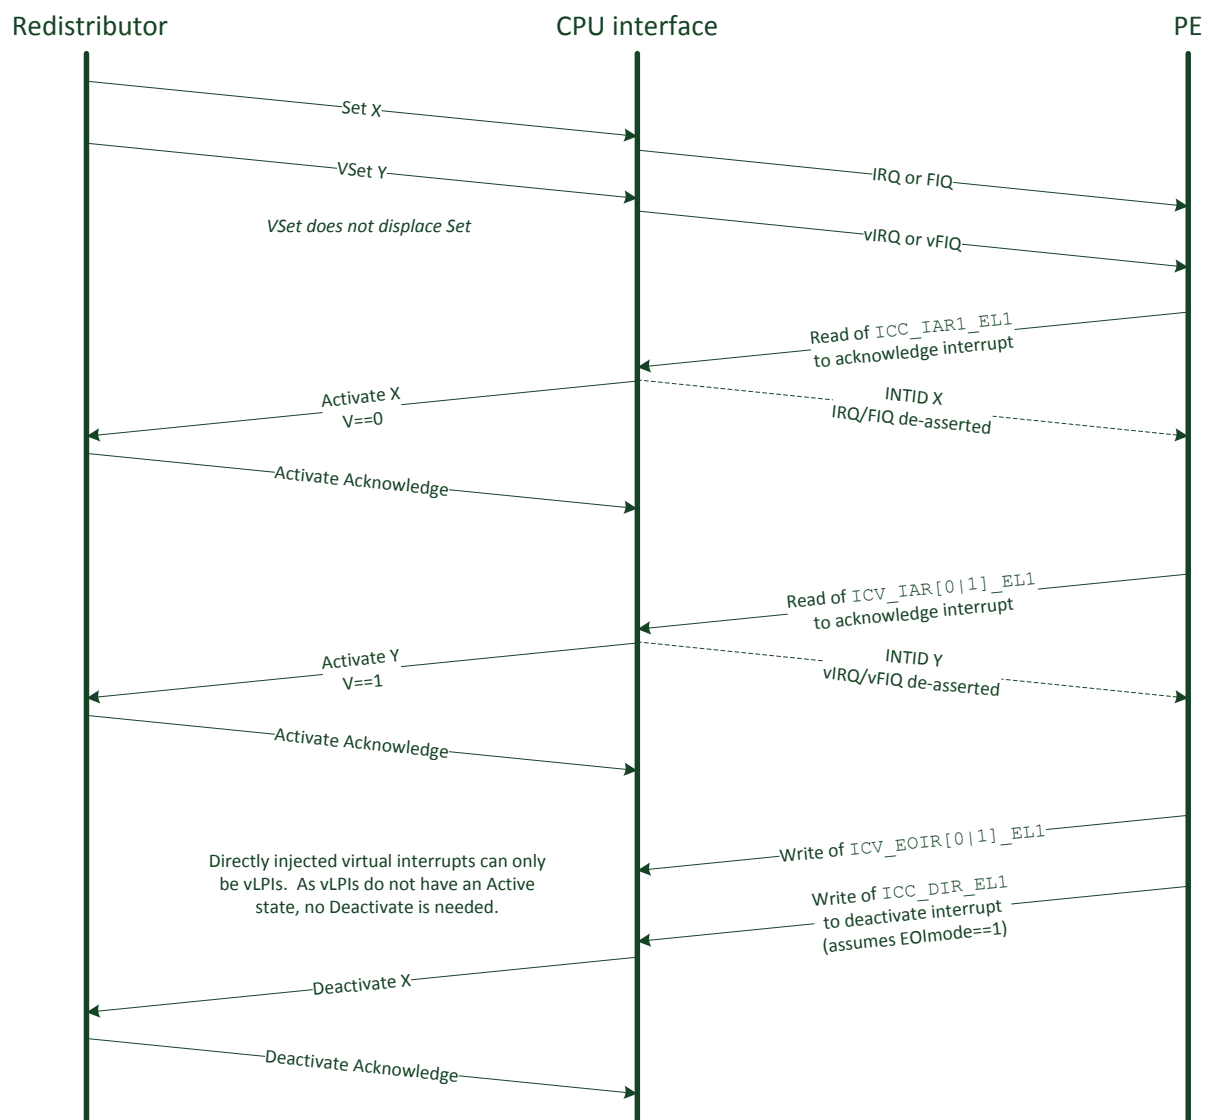 Redistributor
CPU interface
PE
Set X
VSet Y
IRQ or FIQ
VSet does not displace Set
vIRQ or vFIQ
Read of ICC_IAR1_EL1
to acknowledge interrupt
Activate X
V==0
INTID X
IRQ/FIQ de-asserted
Activate Acknowledge
Read of ICV_IAR[0|1]_EL1
to acknowledge interrupt
Activate Y
V==1
INTID Y
vIRQ/vFIQ de-asserted
Activate Acknowledge
Write of ICV_EOIR[0|1]_EL1
Directly injected virtual interrupts can only
be vLPIs. As vLPIs do not have an Active
state, no Deactivate is needed.
Write of ICC_DIR_EL1
to deactivate interrupt
(assumes EOImode==1)
Deactivate X
Deactivate Acknowledge